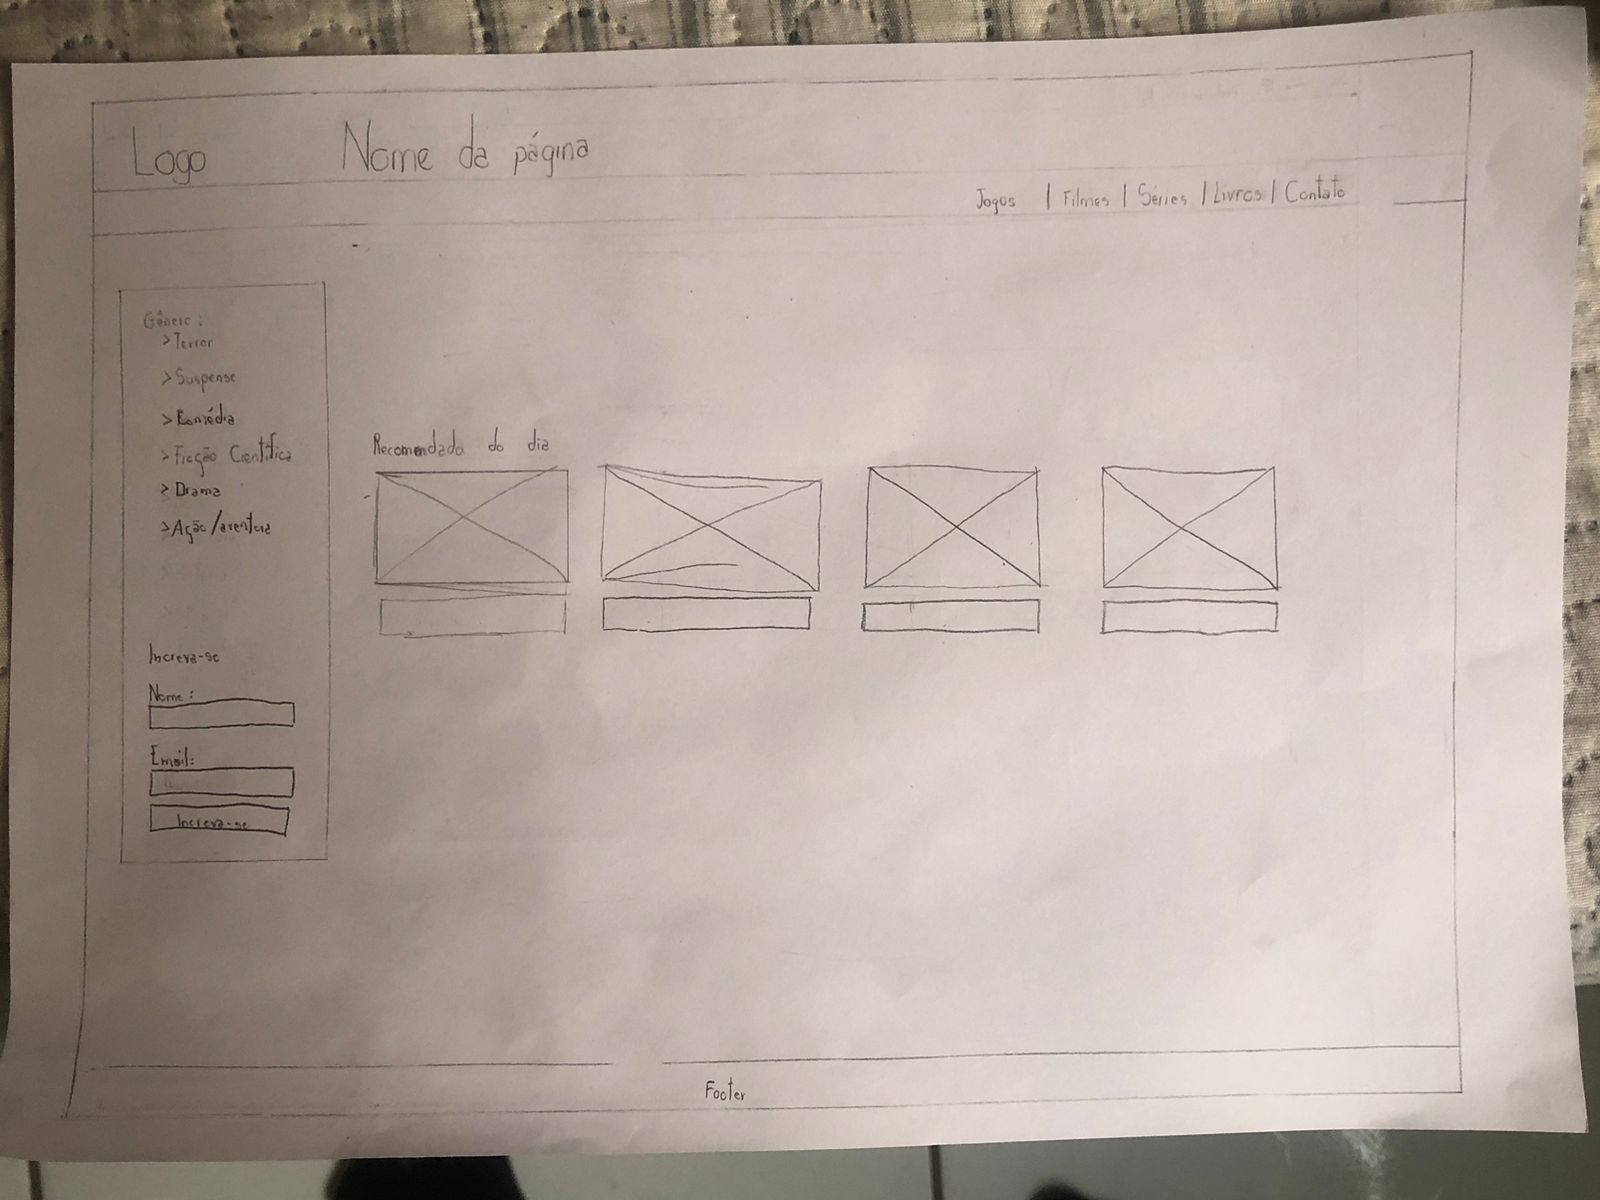 Logo
Nome da página
Jogos | Filmes | Séries | Livros | Contato
Gênero :
> Terror
> Suspense
> Comédia
> Ficção Científica
> Drama
> Ação/aventura
Recomendado do dia
Increva-se
Nome :
Email:
Increva-se
Footer